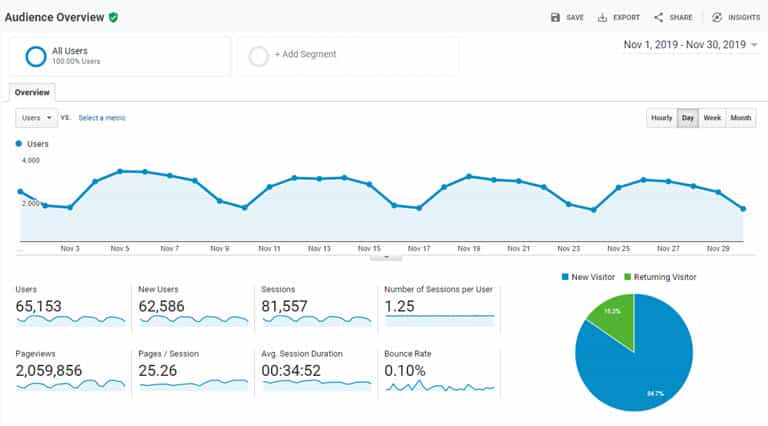 Audience Overview
SAVE EXPORT SHARE INSIGHTS
All Users
100.00% Users
+ Add Segment
Nov 1, 2019 - Nov 30, 2019
Overview
Users VS. Select a metric
Hourly Day Week Month
Users
4,000
2,000
... Nov 3 Nov 5 Nov 7 Nov 9 Nov 11 Nov 13 Nov 15 Nov 17 Nov 19 Nov 21 Nov 23 Nov 25 Nov 27 Nov 29
New Visitor Returning Visitor
Users New Users Sessions Number of Sessions per User
65,153 62,586 81,557 1.25
Pageviews Pages / Session Avg. Session Duration Bounce Rate
2,059,856 25.26 00:34:52 0.10%
15.3%
84.7%